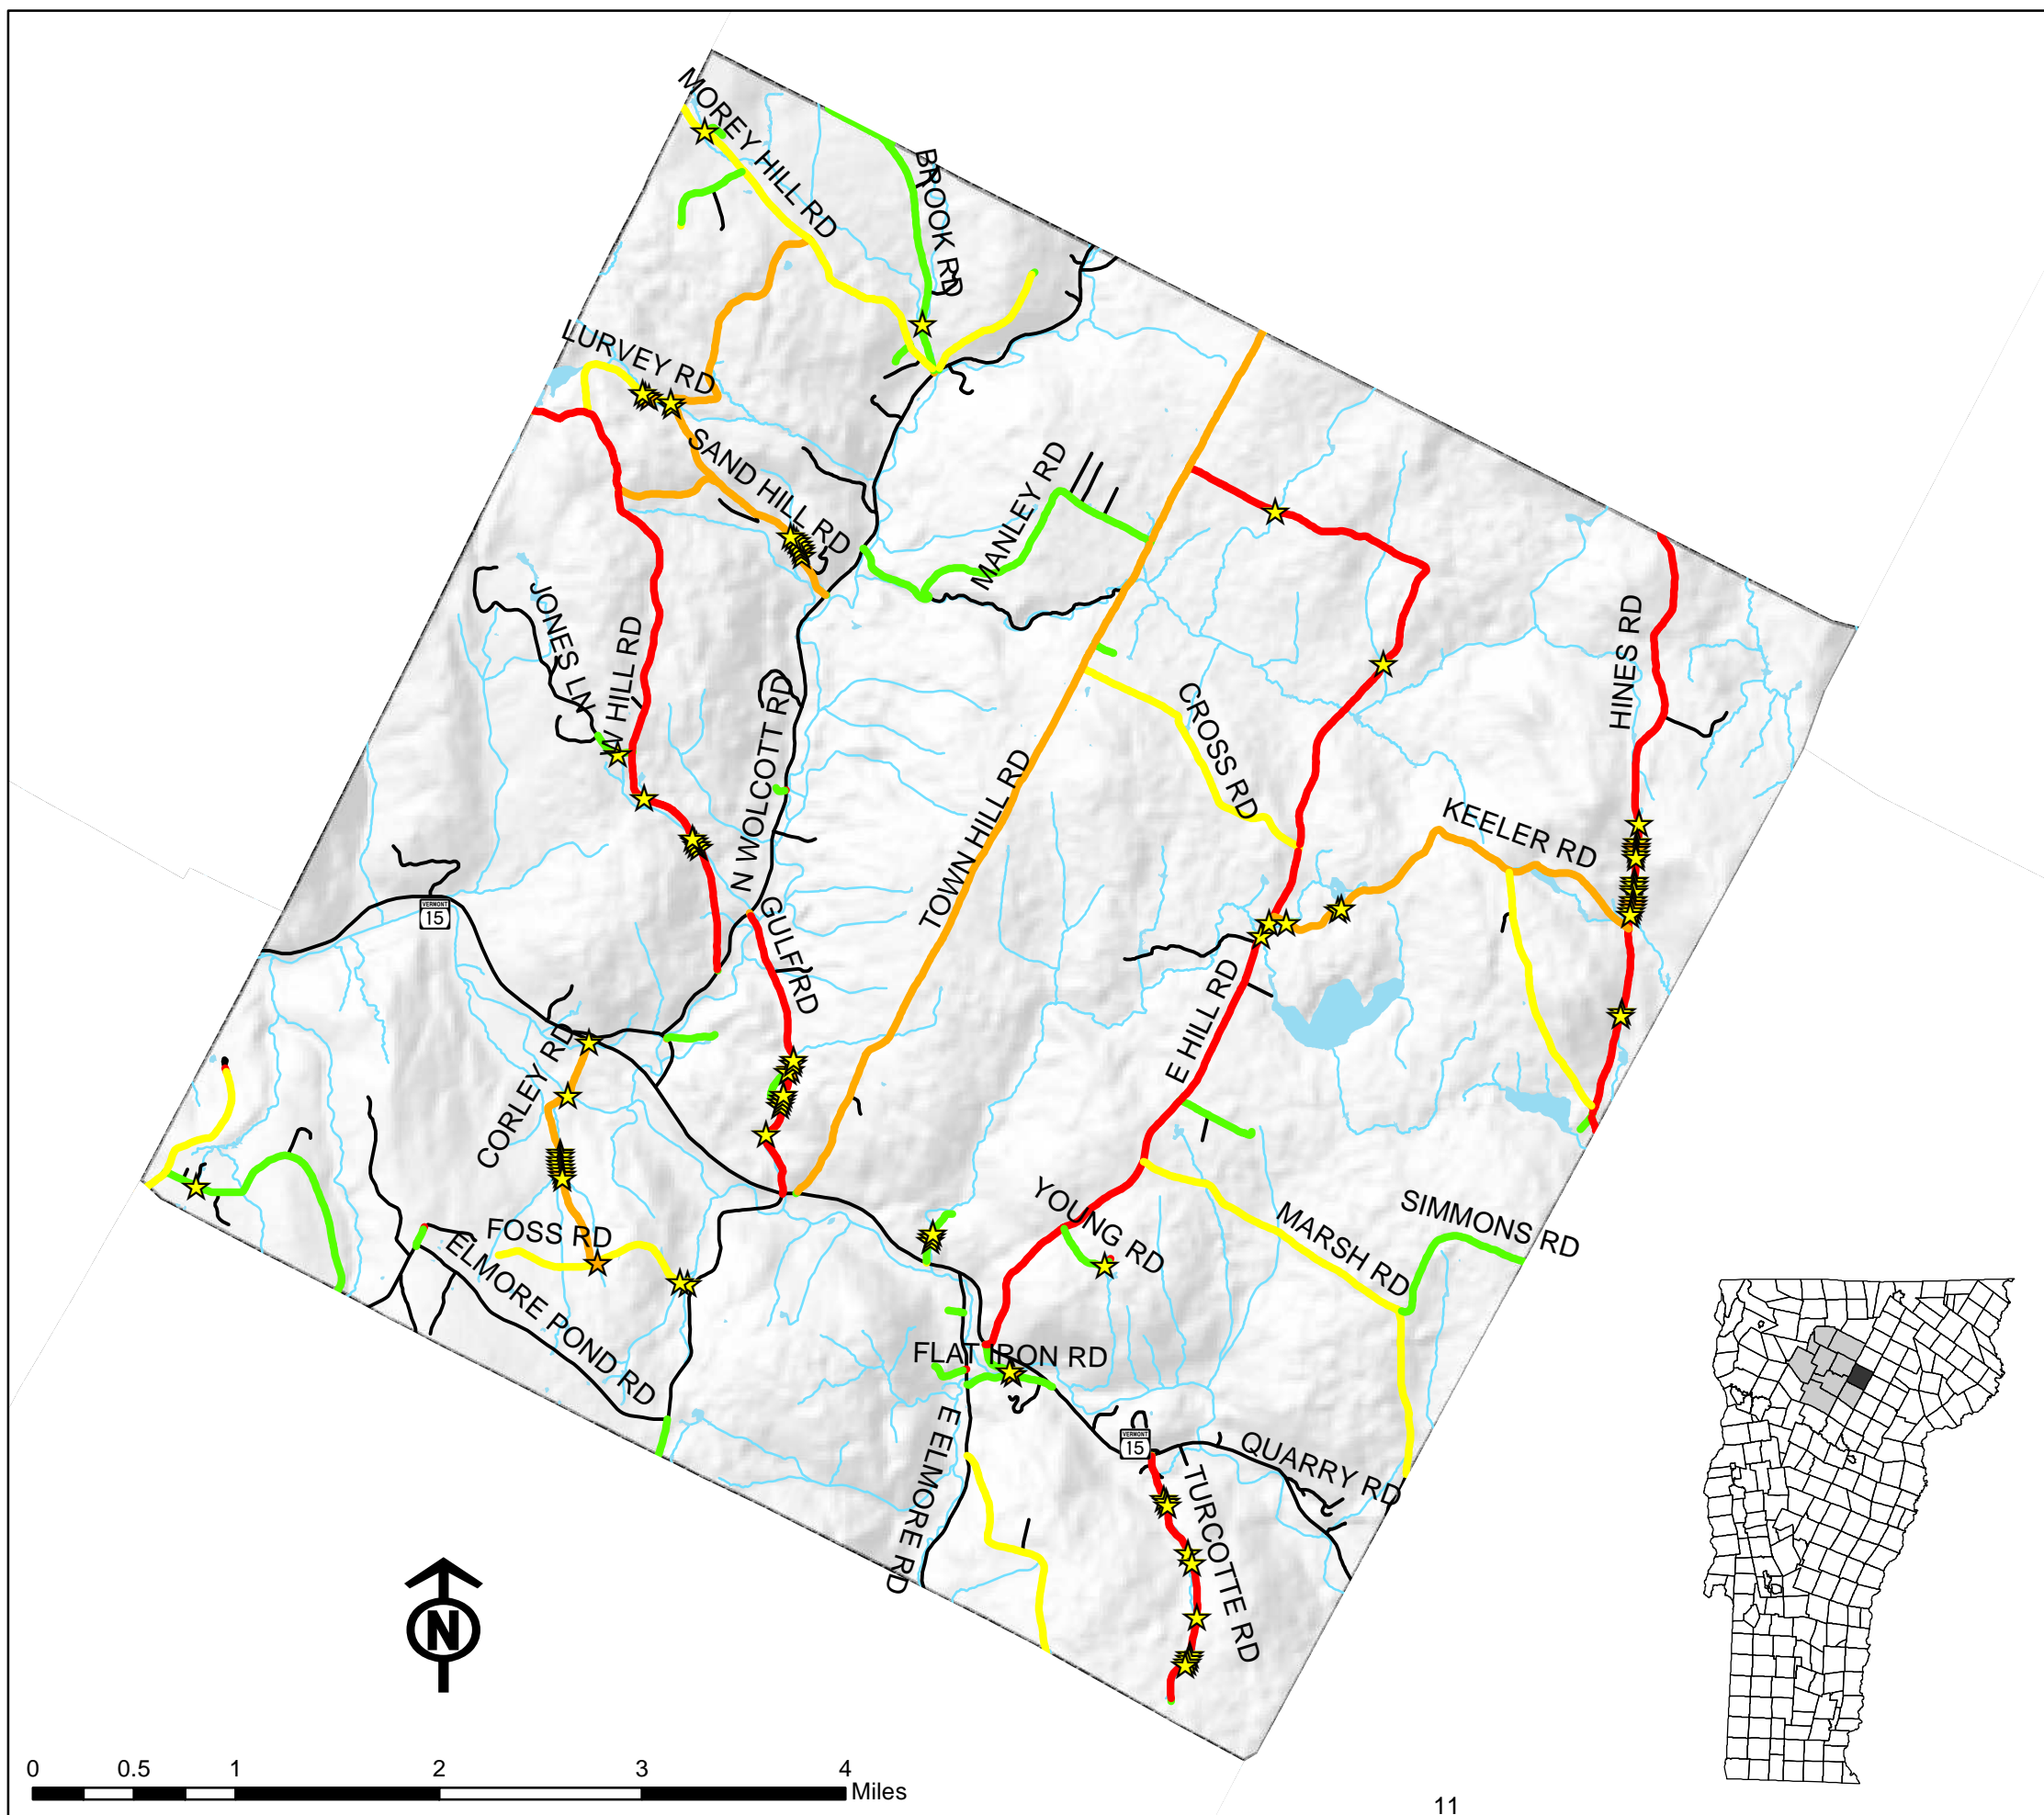 MOREY HILL RD
BROOK RD
LURVEY RD
SAND HILL RD
MANLEY RD
JONES LN
W HILL RD
HINES RD
CROSS RD
N WOLCOTT RD
TOWN HILL RD
KEELER RD
VERMONT
15
GULF RD
E HILL RD
CORLEY RD
YOUNG RD
SIMMONS RD
MARSH RD
FOSS RD
ELMORE POND RD
FLAT IRON RD
E ELMORE RD
VERMONT
15
QUARRY RD
TURCOTTE RD
N
0 0.5 1 2 3 4
Miles
11